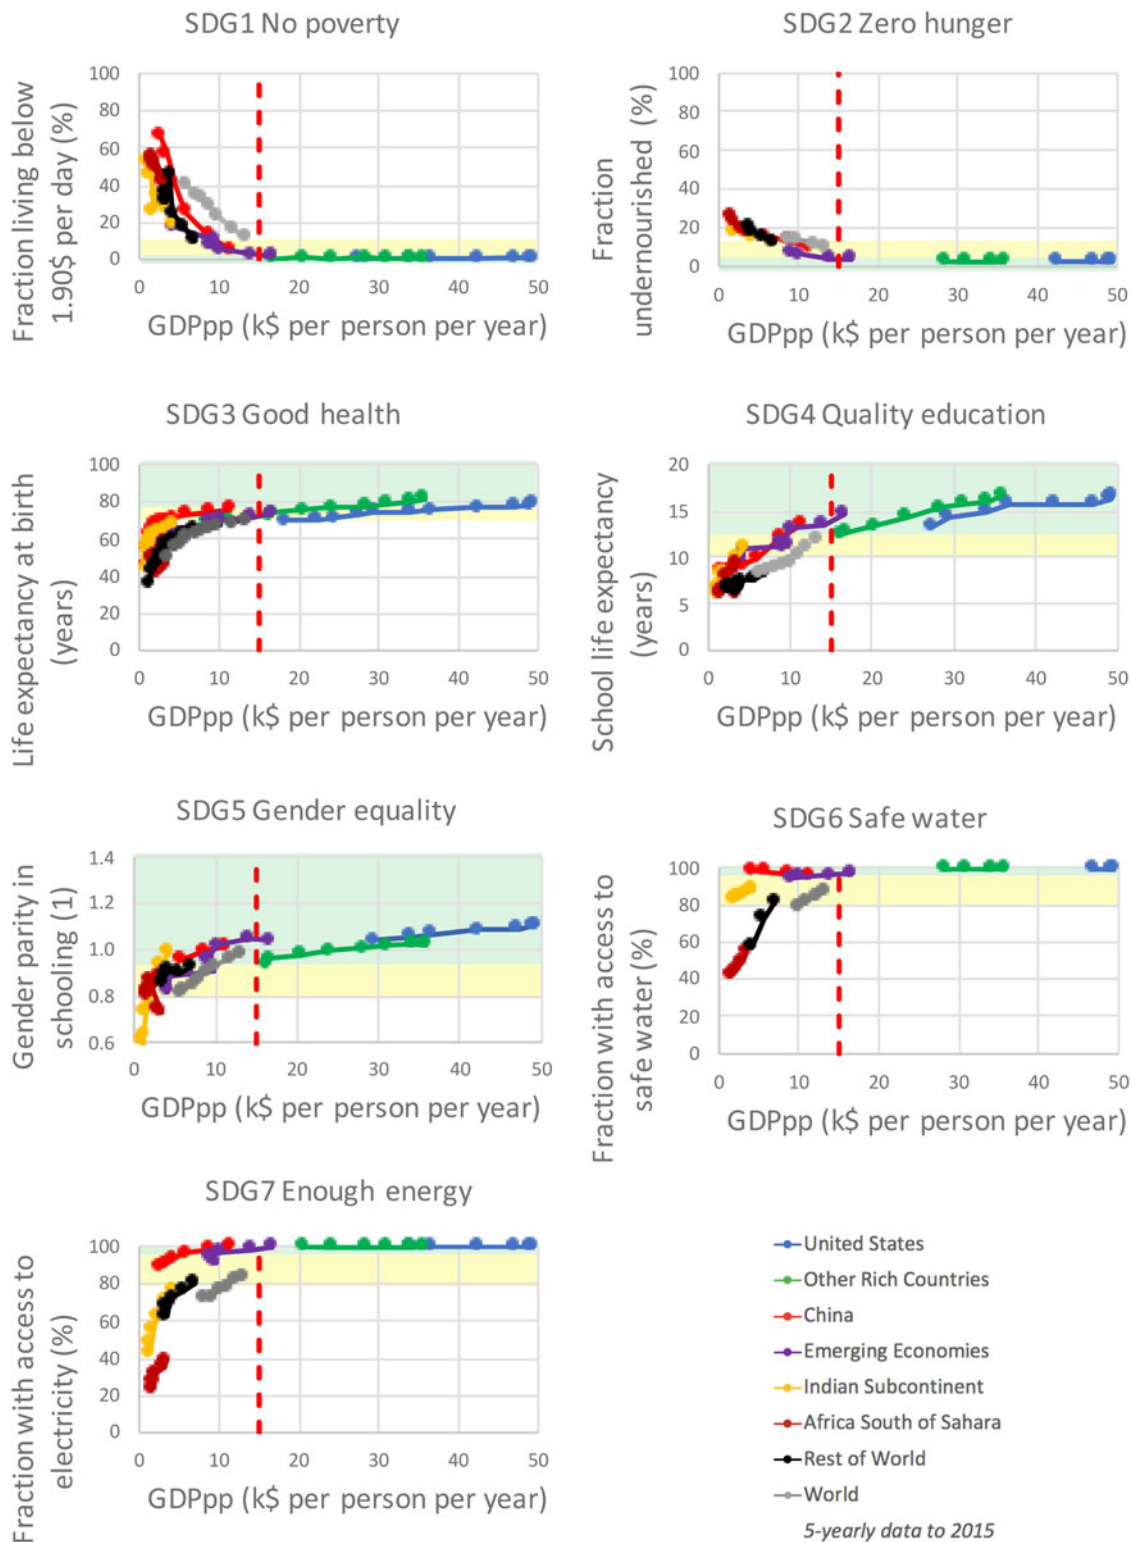 SDG1 No poverty
Fraction living below
1.90$ per day (%)
100
80
60
40
20
0
0 10 20 30 40 50
GDPpp (k$ per person per year)
SDG2 Zero hunger
Fraction
undernourished (%)
100
80
60
40
20
0
0 10 20 30 40 50
GDPpp (k$ per person per year)
SDG3 Good health
Life expectancy at birth
(years)
100
80
60
40
20
0
0 10 20 30 40 50
GDPpp (k$ per person per year)
SDG4 Quality education
School life expectancy
(years)
20
15
10
5
0
0 10 20 30 40 50
GDPpp (k$ per person per year)
SDG5 Gender equality
Gender parity in
schooling (1)
1.4
1.2
1.0
0.8
0.6
0 10 20 30 40 50
GDPpp (k$ per person per year)
SDG6 Safe water
Fraction with access to
safe water (%)
100
80
60
40
20
0
0 10 20 30 40 50
GDPpp (k$ per person per year)
SDG7 Enough energy
Fraction with access to
electricity (%)
100
80
60
40
20
0
0 10 20 30 40 50
GDPpp (k$ per person per year)
United States
Other Rich Countries
China
Emerging Economies
Indian Subcontinent
Africa South of Sahara
Rest of World
World
5-yearly data to 2015